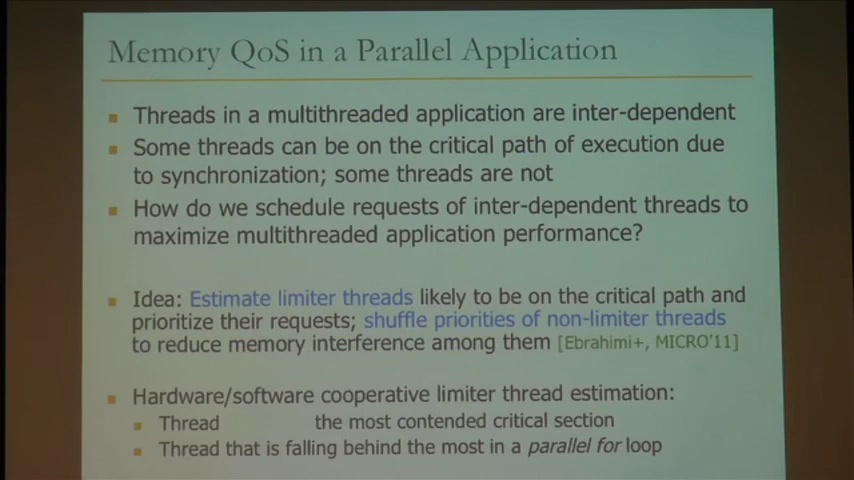 Memory QoS in a Parallel Application
Threads in a multithreaded application are inter-dependent
Some threads can be on the critical path of execution due
to synchronization; some threads are not
How do we schedule requests of inter-dependent threads to
maximize multithreaded application performance?
Idea: Estimate limiter threads likely to be on the critical path and
prioritize their requests; shuffle priorities of non-limiter threads
to reduce memory interference among them [Ebrahimi+, MICRO'11]
Hardware/software cooperative limiter thread estimation:
Thread the most contended critical section
Thread that is falling behind the most in a parallel for loop